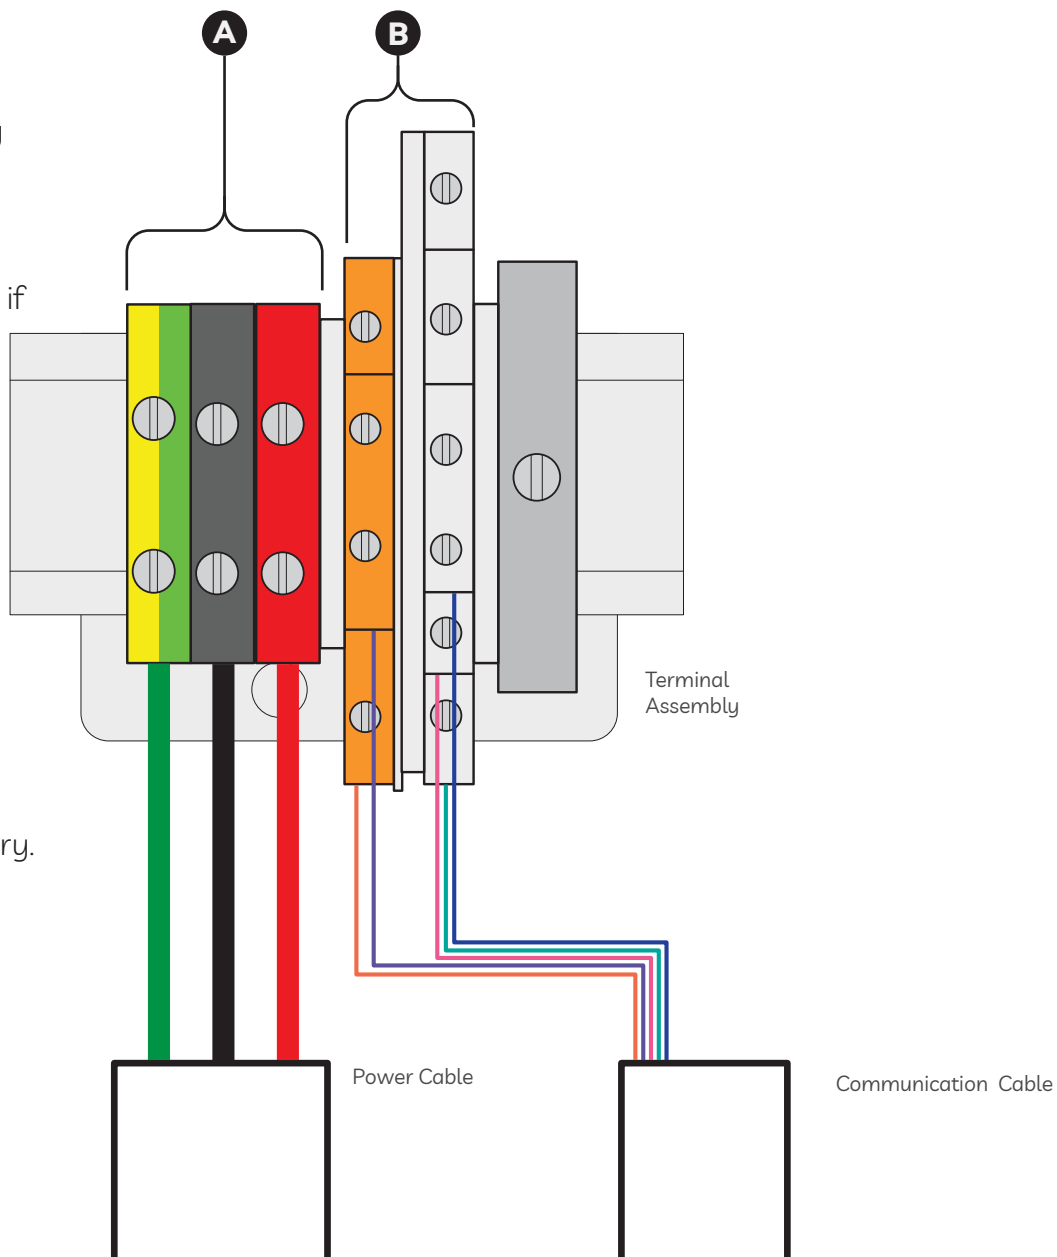 A
B
if
Terminal
Assembly
ry.
Power Cable
Communication Cable